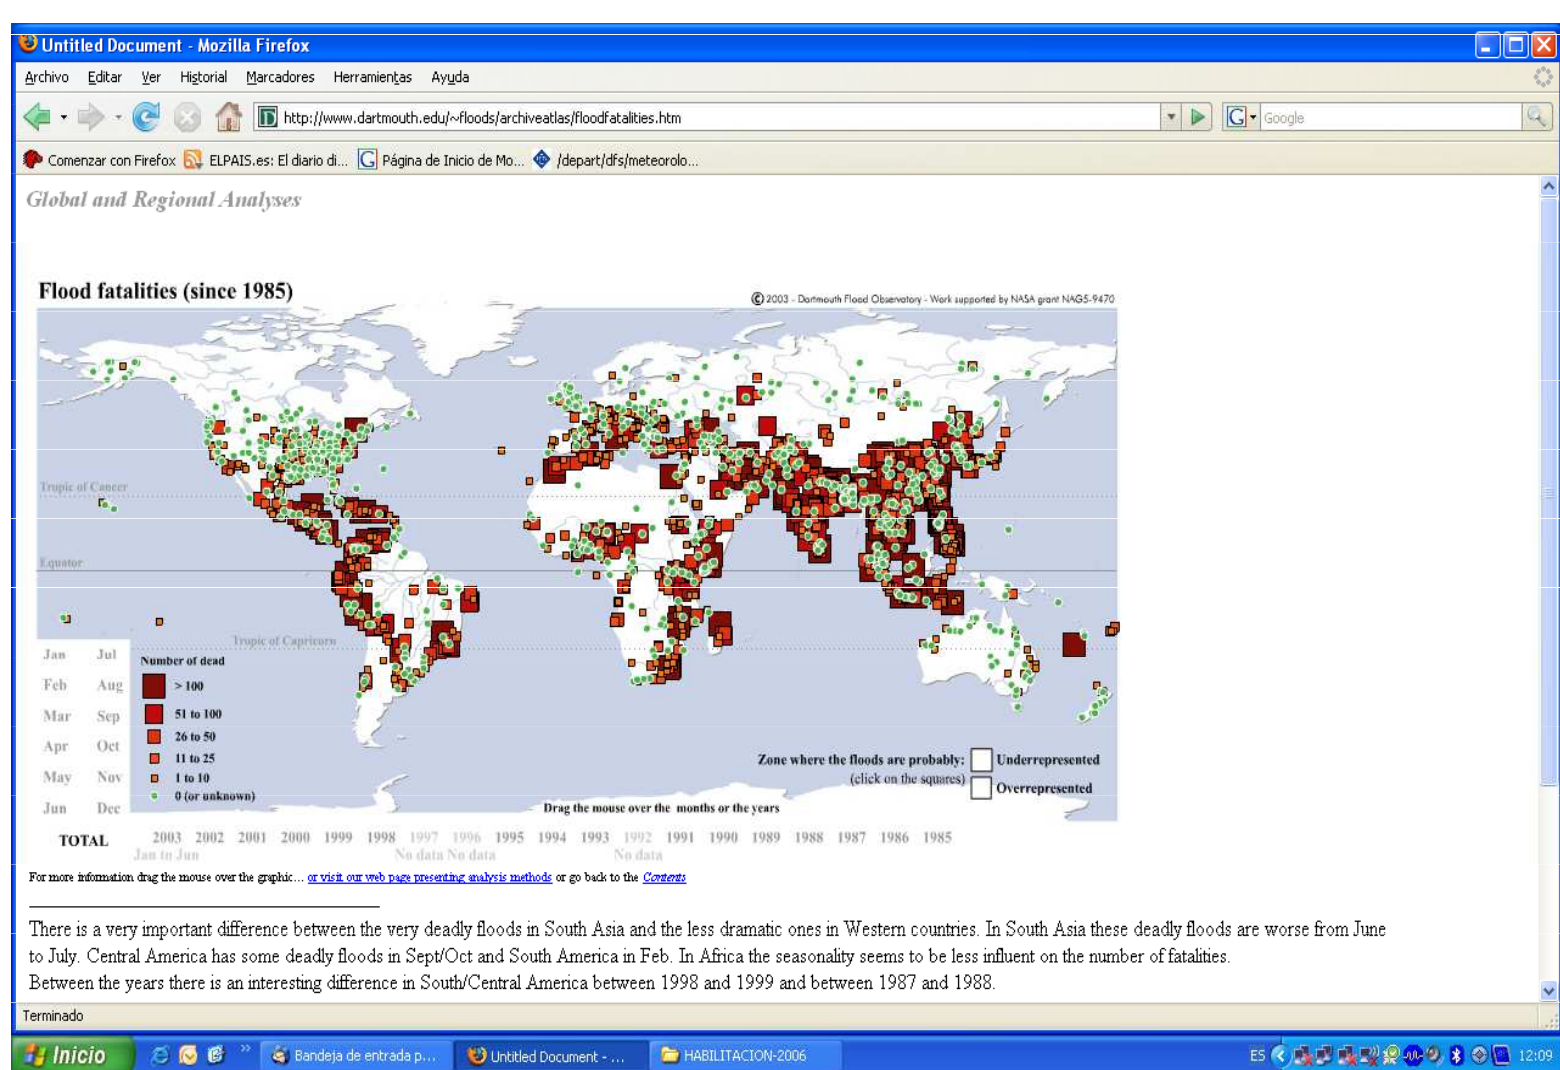 Untitled Document - Mozilla Firefox
Archivo Editar Ver Historial Marcadores Herramientas Ayuda
http://www.dartmouth.edu/~floods/archiveatlas/floodfatalities.htm
Google
Comenzar con Firefox ELPAIS.es: El diario di... Página de Inicio de Mo... /depart/dfs/meteorolo...
Global and Regional Analyses
Flood fatalities (since 1985)
© 2003 - Dartmouth Flood Observatory - Work supported by NASA grant NAG5-9470
Tropic of Cancer
Equator
Tropic of Capricorn
Jan Jul
Feb Aug
Mar Sep
Apr Oct
May Nov
Jun Dec
Number of dead
> 100
51 to 100
26 to 50
11 to 25
1 to 10
0 (or unknown)
Zone where the floods are probably: Underrepresented
(click on the squares) Overrepresented
Drag the mouse over the months or the years
TOTAL 2003 2002 2001 2000 1999 1998 1997 1996 1995 1994 1993 1992 1991 1990 1989 1988 1987 1986 1985
Jan to Jun No data No data No data
For more information drag the mouse over the graphic... or visit our web page presenting analysis methods or go back to the Contents
There is a very important difference between the very deadly floods in South Asia and the less dramatic ones in Western countries. In South Asia these deadly floods are worse from June
to July. Central America has some deadly floods in Sept/Oct and South America in Feb. In Africa the seasonality seems to be less influent on the number of fatalities.
Between the years there is an interesting difference in South/Central America between 1998 and 1999 and between 1987 and 1988.
Terminado
Inicio Bandeja de entrada p... Untitled Document - ... HABILITACION-2006 ES 12:09